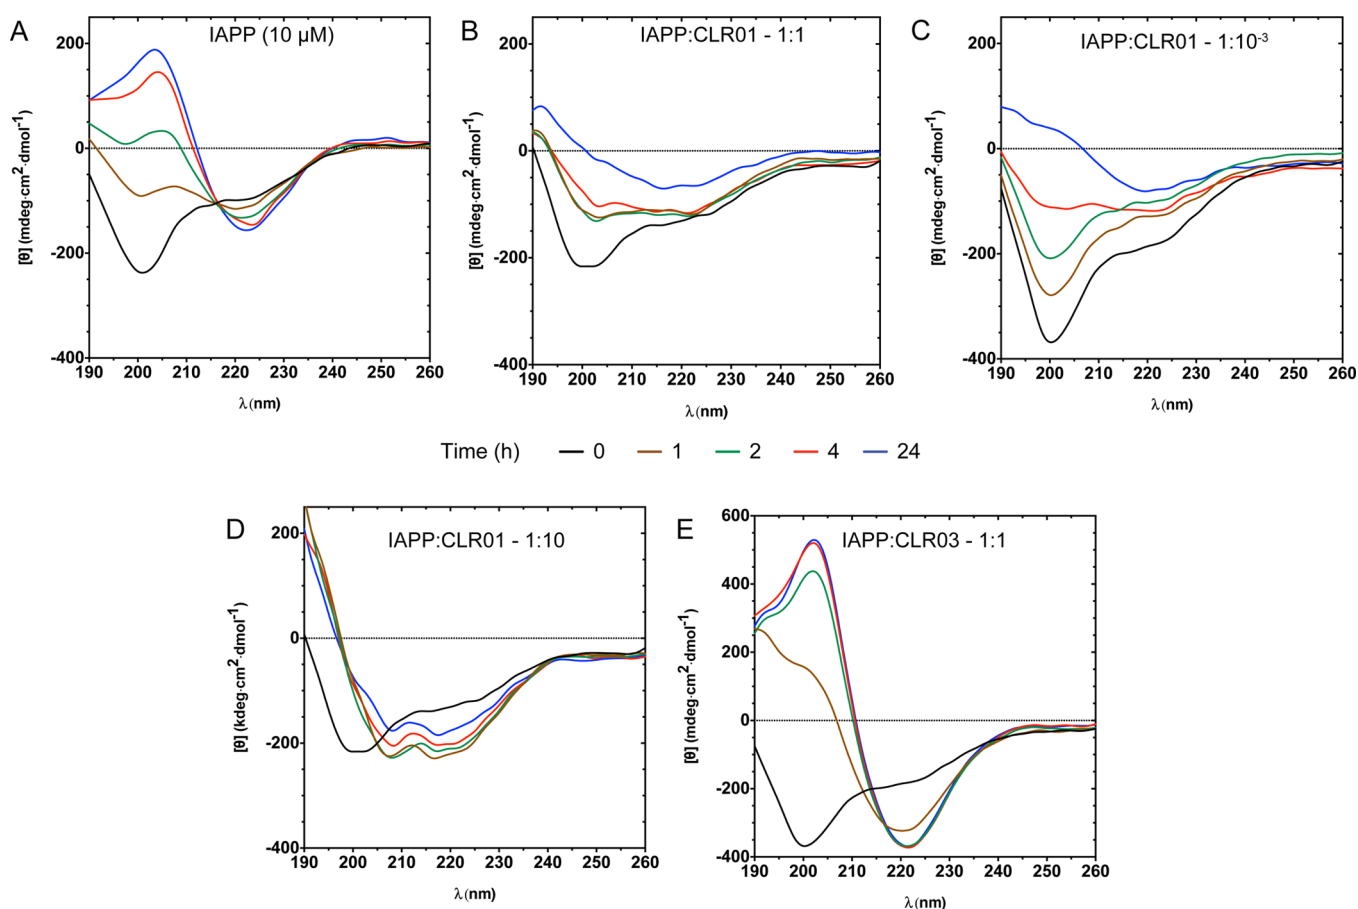 A
IAPP (10 µM)
200
0
-200
-400
190 200 210 220 230 240 250 260
[θ] (mdeg·cm2·dmol-1)
λ(nm)
B
IAPP:CLR01 - 1:1
200
0
-200
-400
190 200 210 220 230 240 250 260
[θ] (mdeg·cm2·dmol-1)
λ(nm)
C
IAPP:CLR01 - 1:10-3
200
0
-200
-400
190 200 210 220 230 240 250 260
[θ] (mdeg·cm2·dmol-1)
λ(nm)
Time (h) 0 1 2 4 24
D
IAPP:CLR01 - 1:10
200
0
-200
-400
190 200 210 220 230 240 250 260
[θ] (kdeg·cm2·dmol-1)
λ(nm)
E
IAPP:CLR03 - 1:1
600
400
200
0
-200
-400
190 200 210 220 230 240 250 260
[θ] (mdeg·cm2·dmol-1)
λ(nm)